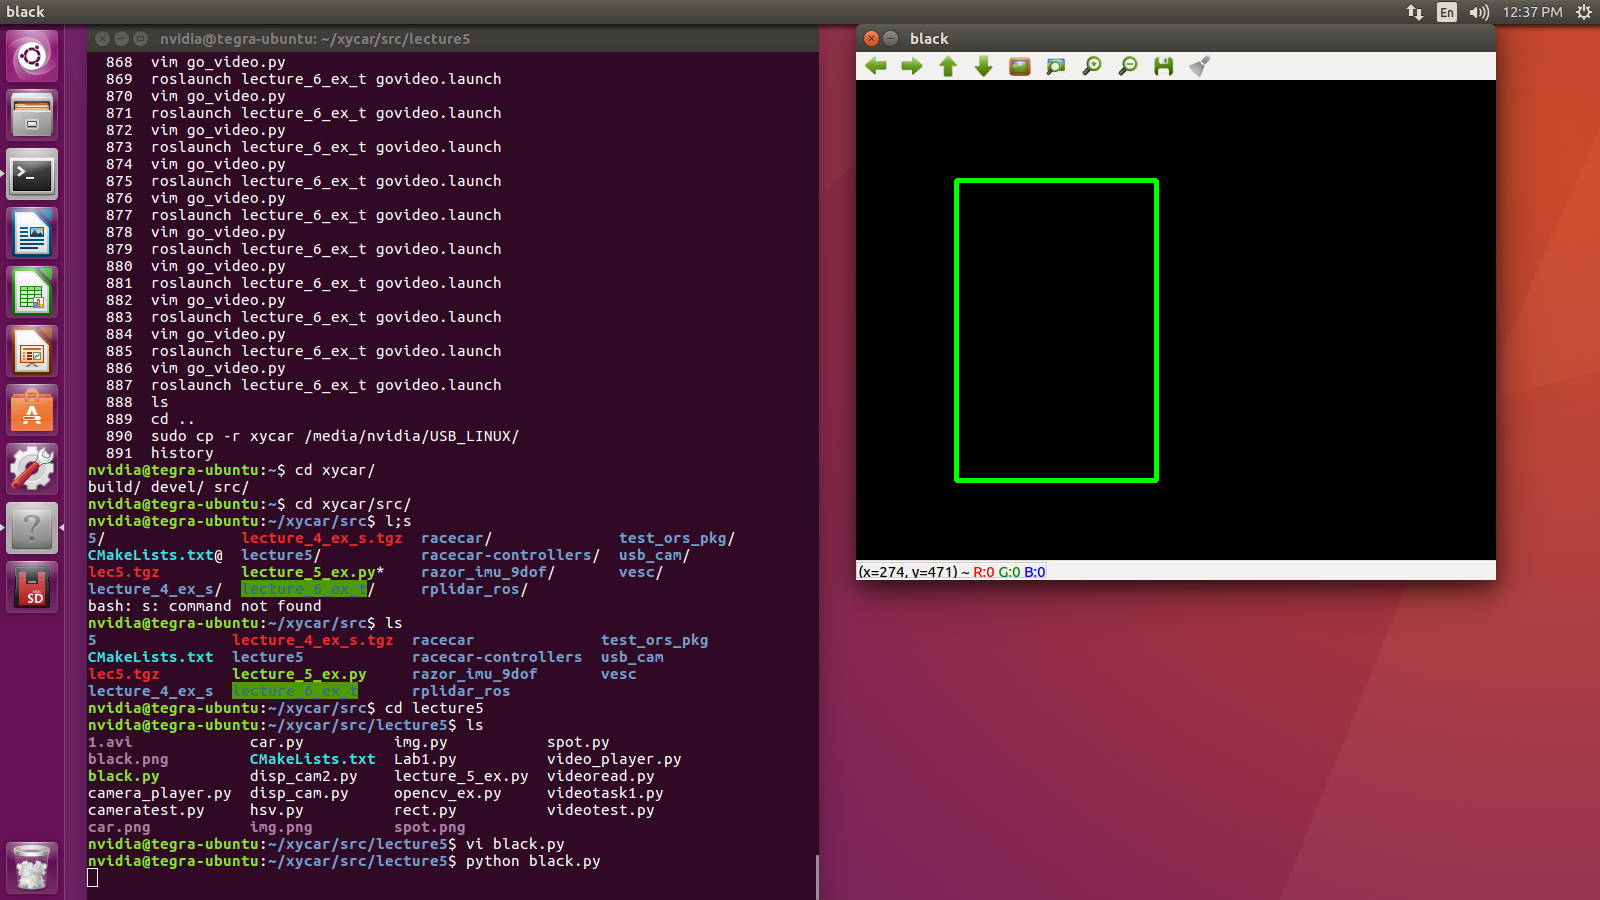 black
En
12:37 PM
nvidia@tegra-ubuntu: ~/xycar/src/lecture5
868 vim go_video.py
869 roslaunch lecture_6_ex_t govideo.launch
870 vim go_video.py
871 roslaunch lecture_6_ex_t govideo.launch
872 vim go_video.py
873 roslaunch lecture_6_ex_t govideo.launch
874 vim go_video.py
875 roslaunch lecture_6_ex_t govideo.launch
876 vim go_video.py
877 roslaunch lecture_6_ex_t govideo.launch
878 vim go_video.py
879 roslaunch lecture_6_ex_t govideo.launch
880 vim go_video.py
881 roslaunch lecture_6_ex_t govideo.launch
882 vim go_video.py
883 roslaunch lecture_6_ex_t govideo.launch
884 vim go_video.py
885 roslaunch lecture_6_ex_t govideo.launch
886 vim go_video.py
887 roslaunch lecture_6_ex_t govideo.launch
888 ls
889 cd ..
890 sudo cp -r xycar /media/nvidia/USB_LINUX/
891 history
nvidia@tegra-ubuntu:~$ cd xycar/
build/ devel/ src/
nvidia@tegra-ubuntu:~$ cd xycar/src/
nvidia@tegra-ubuntu:~/xycar/src$ l;s
5/ lecture_4_ex_s.tgz racecar/ test_ors_pkg/
CMakeLists.txt@ lecture5/ racecar-controllers/ usb_cam/
lec5.tgz lecture_5_ex.py* razor_imu_9dof/ vesc/
lecture_4_ex_s/ lecture_6_ex_t/ rplidar_ros/
bash: s: command not found
nvidia@tegra-ubuntu:~/xycar/src$ ls
5 lecture_4_ex_s.tgz racecar test_ors_pkg
CMakeLists.txt lecture5 racecar-controllers usb_cam
lec5.tgz lecture_5_ex.py razor_imu_9dof vesc
lecture_4_ex_s lecture_6_ex_t rplidar_ros
nvidia@tegra-ubuntu:~/xycar/src$ cd lecture5
nvidia@tegra-ubuntu:~/xycar/src/lecture5$ ls
1.avi car.py img.py spot.py
black.png CMakeLists.txt Lab1.py video_player.py
black.py disp_cam2.py lecture_5_ex.py videoread.py
camera_player.py disp_cam.py opencv_ex.py videotask1.py
cameratest.py hsv.py rect.py videotest.py
car.png img.png spot.png
nvidia@tegra-ubuntu:~/xycar/src/lecture5$ vi black.py
nvidia@tegra-ubuntu:~/xycar/src/lecture5$ python black.py
black
(x=274, y=471) ~ R:0 G:0 B:0
>_
A
?
SD